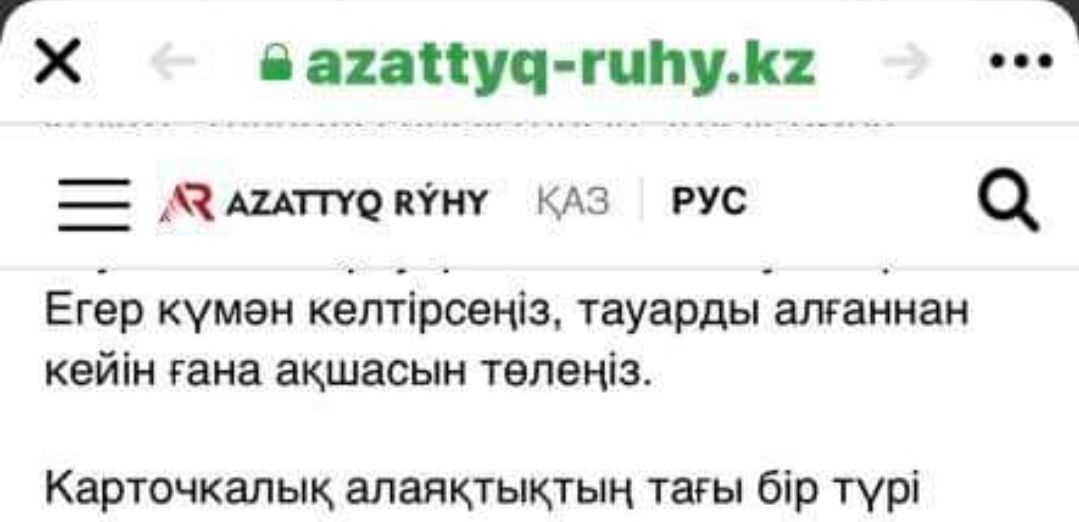 azattyq-ruhy.kz
AZATTYQ RÝHY ҚАЗ РУС
Егер күмән келтірсеңіз, тауарды алғаннан
кейін ғана ақшасын төлеңіз.
Карточкалық алаяқтықтың тағы бір түрі